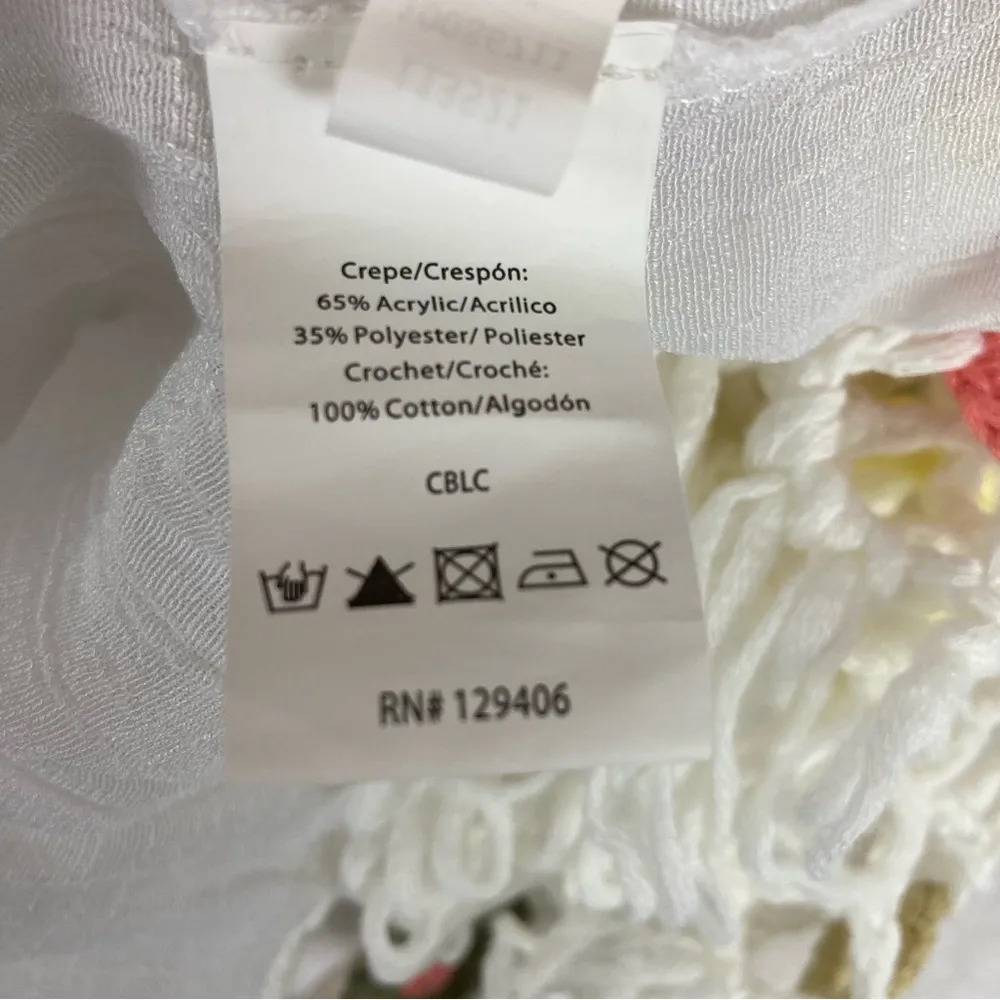 Crepe/Crespón:
65% Acrylic/Acrilico
35% Polyester/ Poliester
Crochet/Croché:
100% Cotton/Algodón
CBLC
RN# 129406